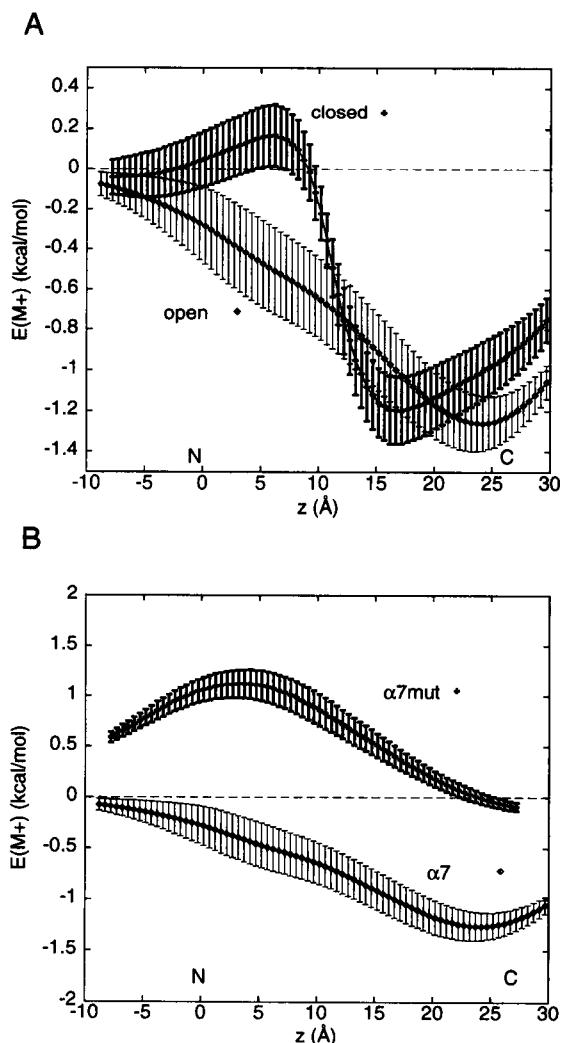 A
E(M+) (kcal/mol)
0.4
0.2
0
-0.2
-0.4
-0.6
-0.8
-1
-1.2
-1.4
closed
open
N
C
-10
-5
0
5
10
15
20
25
30
z (Å)
B
E(M+) (kcal/mol)
2
1.5
1
0.5
0
-0.5
-1
-1.5
-2
α7mut
α7
N
C
-10
-5
0
5
10
15
20
25
30
z (Å)